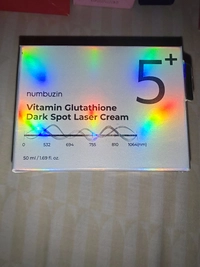 5+
numbuzin
Vitamin Glutathione
Dark Spot Laser Cream
0 532 694 755 810 1064(nm)
50 ml / 1.69 fl. oz